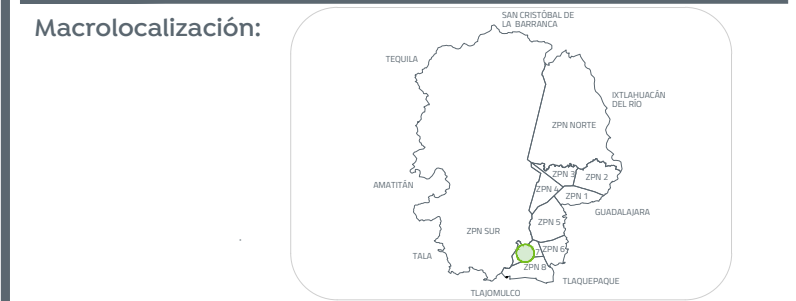 Macrolocalización:
SAN CRISTÓBAL DE
LA BARRANCA
TEQUILA
IXTLAHUACÁN
DEL RÍO
ZPN NORTE
ZPN 3
ZPN 2
AMATITÁN
ZPN 4
ZPN 1
GUADALAJARA
ZPN 5
ZPN SUR
7
ZPN 6
TALA
ZPN 8
TLAQUEPAQUE
TLAJOMULCO